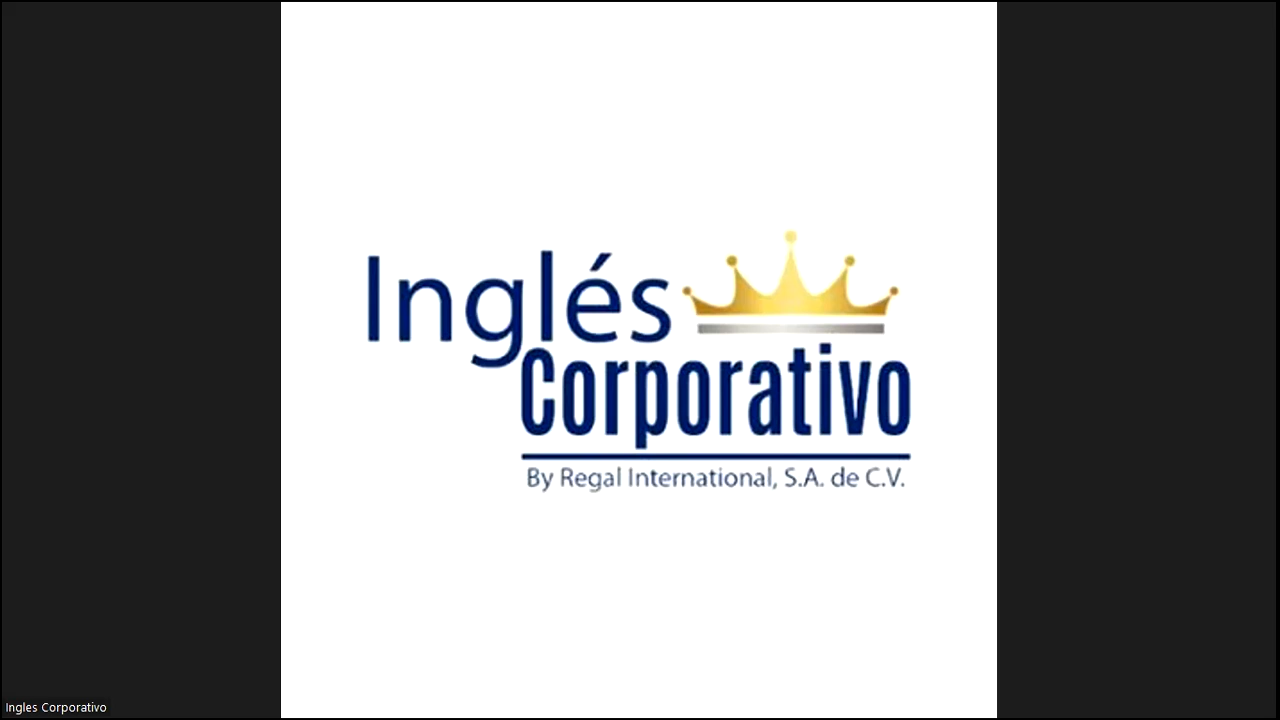 Inglés
Corporativo
By Regal International, S.A. de C.V.
Ingles Corporativo